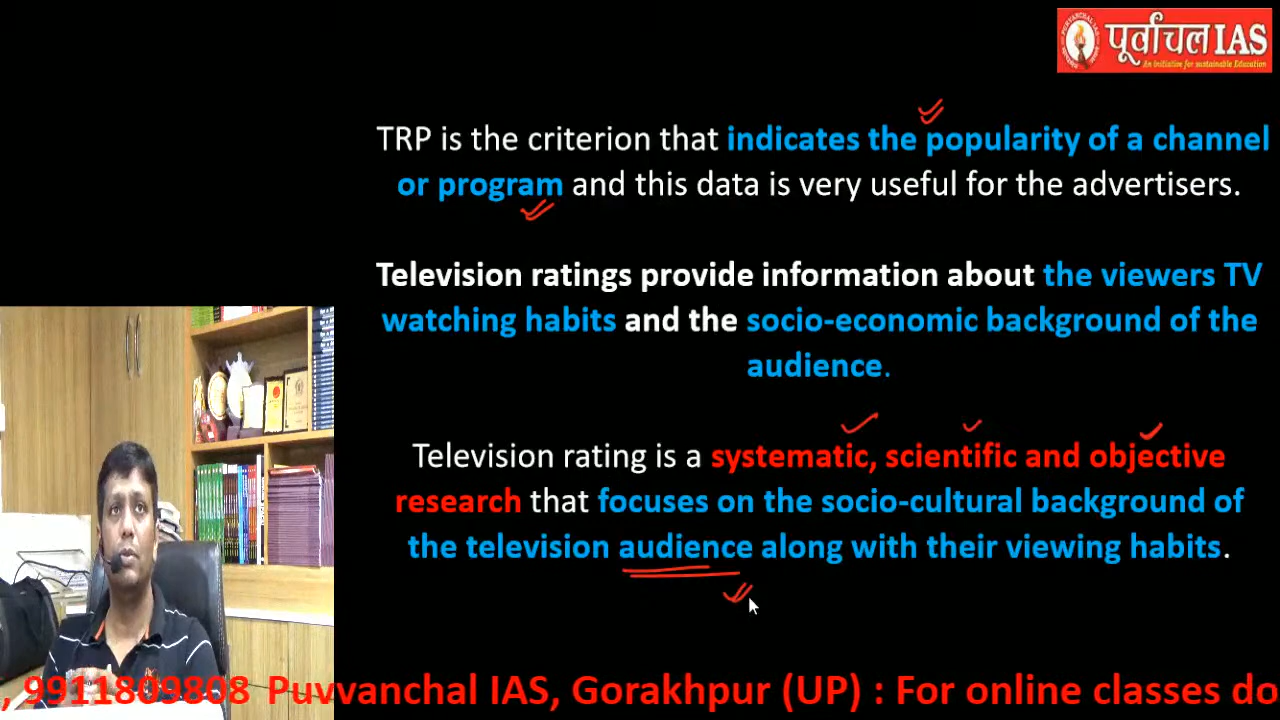 पूर्वांचल IAS
An Initiative for sustainable Education
TRP is the criterion that indicates the popularity of a channel
or program and this data is very useful for the advertisers.
Television ratings provide information about the viewers TV
watching habits and the socio-economic background of the
audience.
Television rating is a systematic, scientific and objective
research that focuses on the socio-cultural background of
the television audience along with their viewing habits.
, 9911809808 Puvvanchal IAS, Gorakhpur (UP) : For online classes do